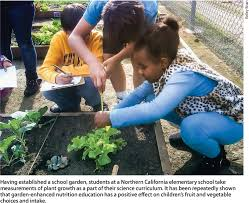 Having established a school garden, students at a Northern California elementary school take
measurements of plant growth as a part of their science curriculum. It has been repeatedly shown
that garden-enhanced nutrition education has a positive effect on children's fruit and vegetable
choices and intake.